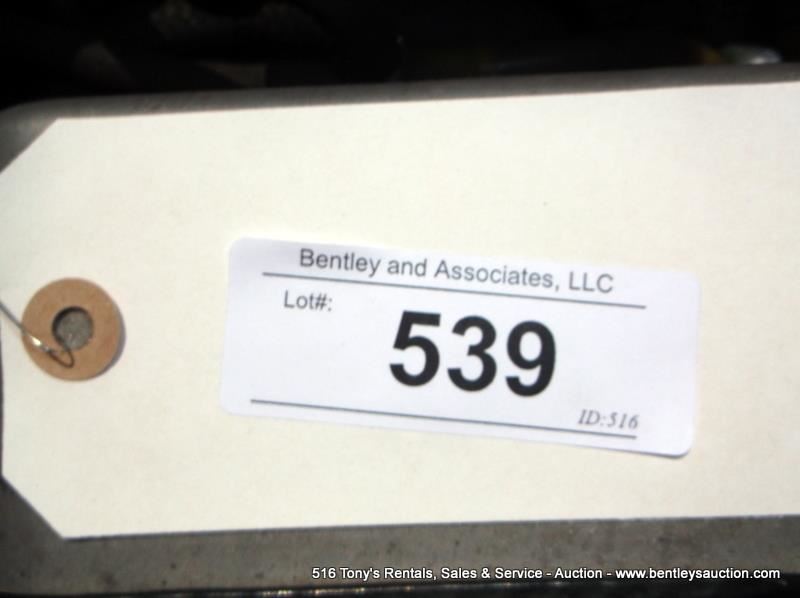 Bentley and Associates, LLC
Lot#:
539
ID:516
516 Tony's Rentals, Sales & Service - Auction - www.bentleysauction.com